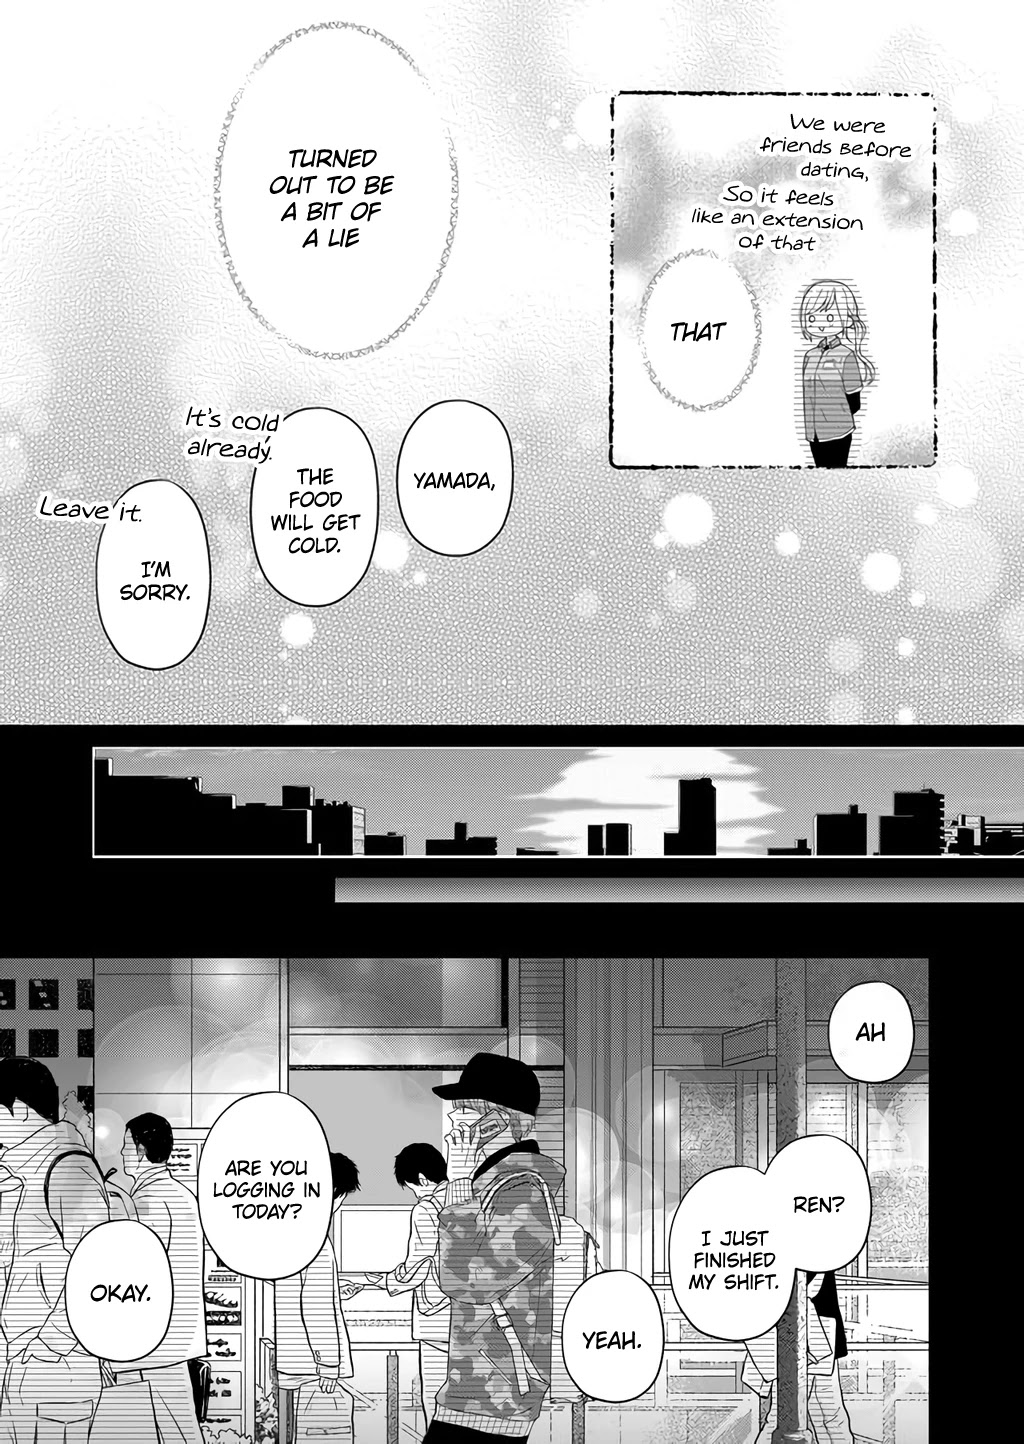 We were
friends before
dating,
So it feels
like an extension
of that
THAT
TURNED
OUT TO BE
A BIT OF
A LIE
YAMADA,
It's cold
already.
THE
FOOD
WILL GET
COLD.
Leave it.
I'M
SORRY.
AH
REN?
I JUST
FINISHED
MY SHIFT.
YEAH.
ARE YOU
LOGGING IN
TODAY?
OKAY.